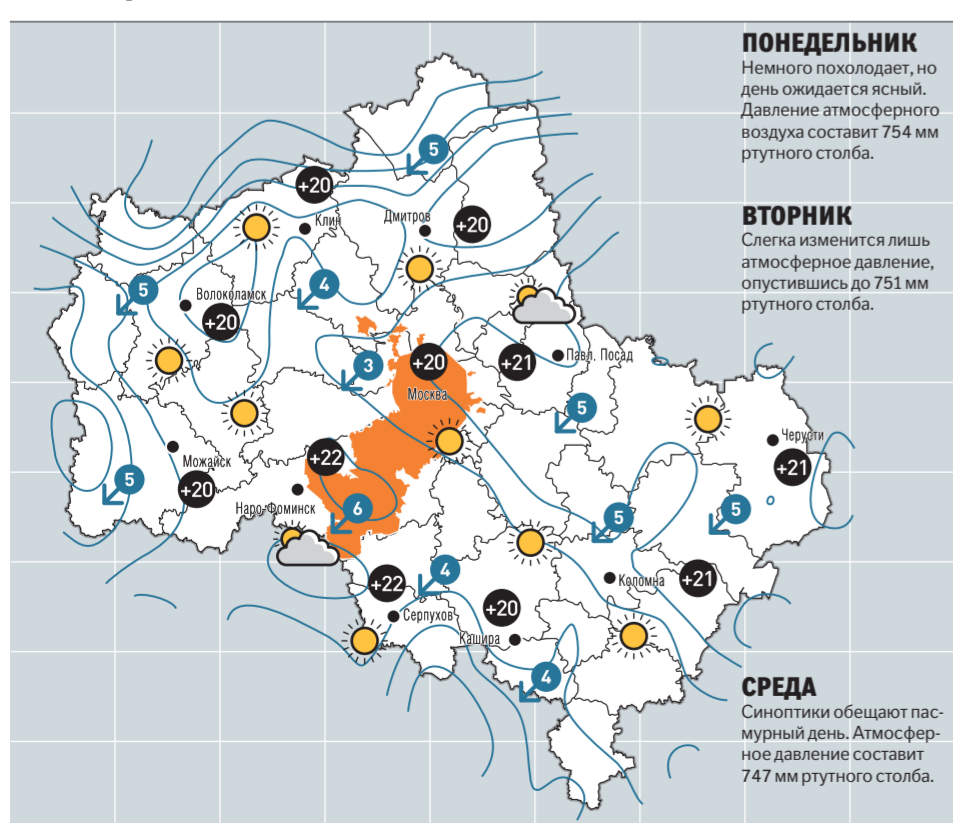 ПОНЕДЕЛЬНИК
Немного похолодает, но
день ожидается ясный.
Давление атмосферного
воздуха составит 754 мм
ртутного столба.
ВТОРНИК
Слегка изменится лишь
атмосферное давление,
опустившись до 751 мм
ртутного столба.
СРЕДА
Синоптики обещают пас-
мурный день. Атмосфер-
ное давление составит
747 мм ртутного столба.
5
+20
Клин
Дмитров
+20
5
Волоколамск
4
+20
3
+20
Москва
+21
Павл. Посад
5
Черусти
+21
Можайск
+22
5
+20
Наро-Фоминск
6
5
5
+22
4
Серпухов
+20
Кашира
Коломна
+21
4